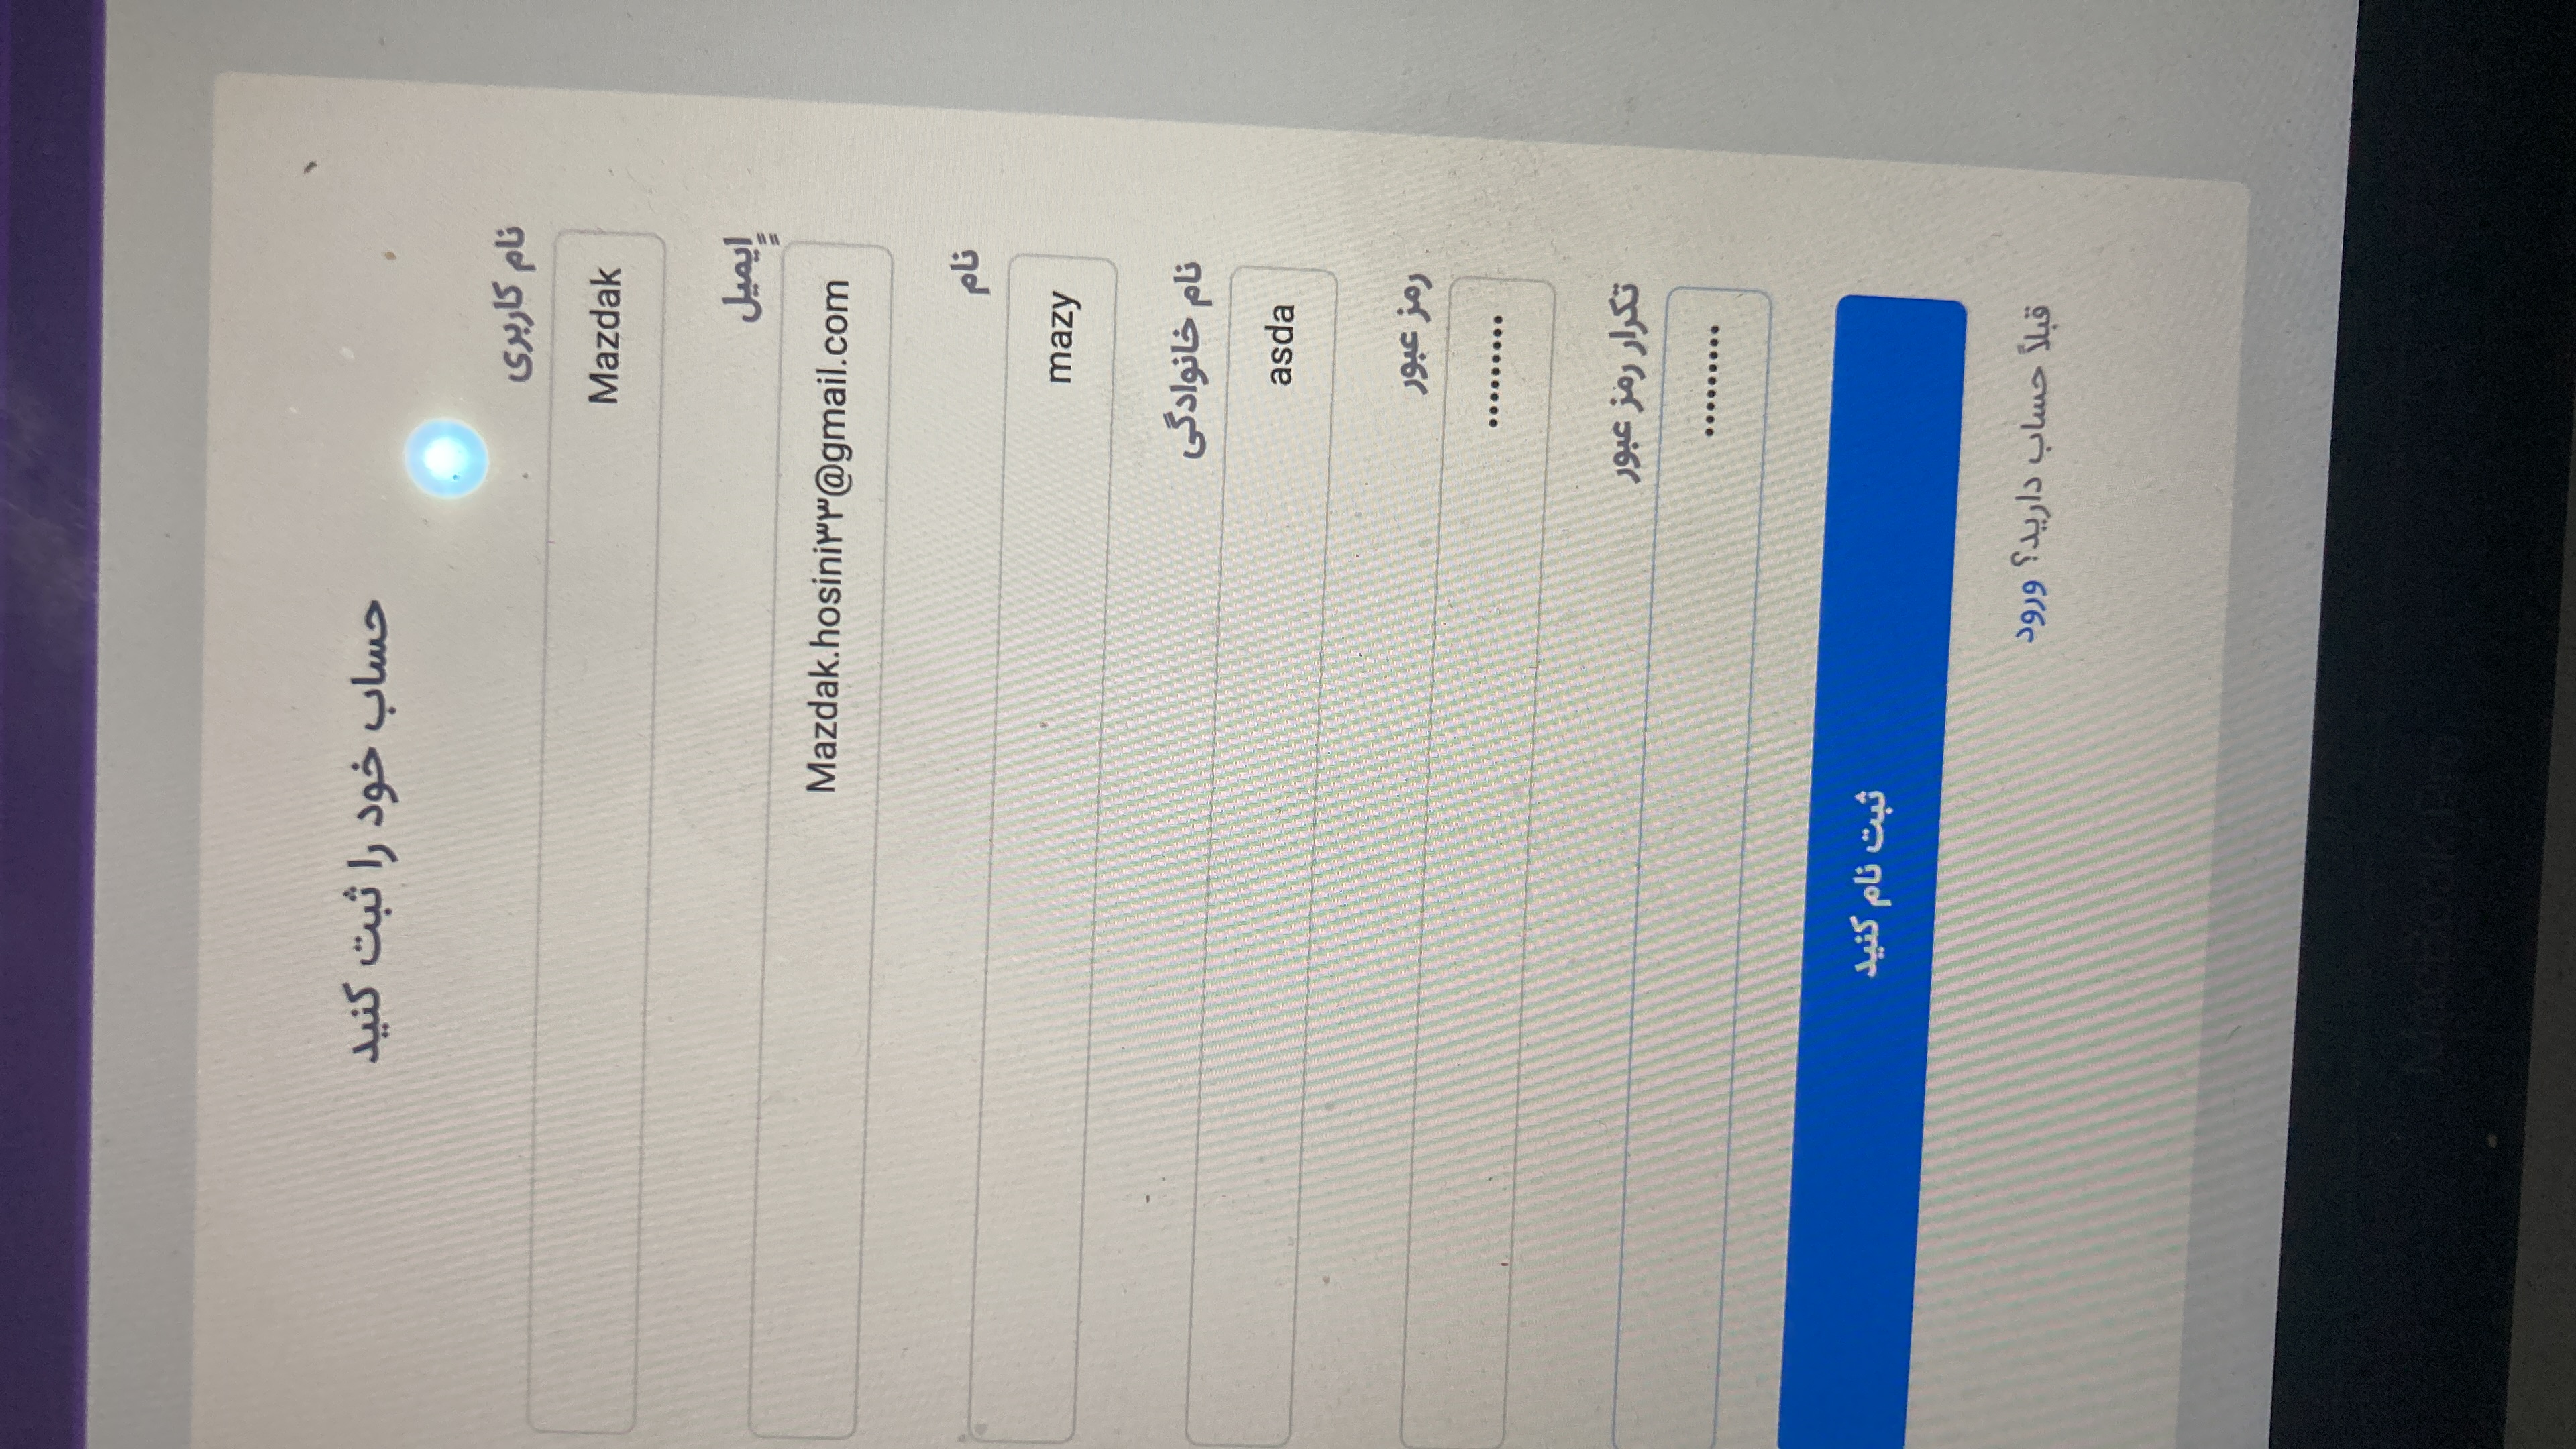 حساب خود را ثبت کنید
نام کاربری
Mazdak
اٍٍیمیل
Mazdak.hosini۳۳@gmail.com
نام
mazy
نام خانوادگی
asda
رمز عبور
•••••••••
تکرار رمز عبور
•••••••••
ثبت نام کنید
قبلاً حساب دارید؟ ورود
MacBook Pro